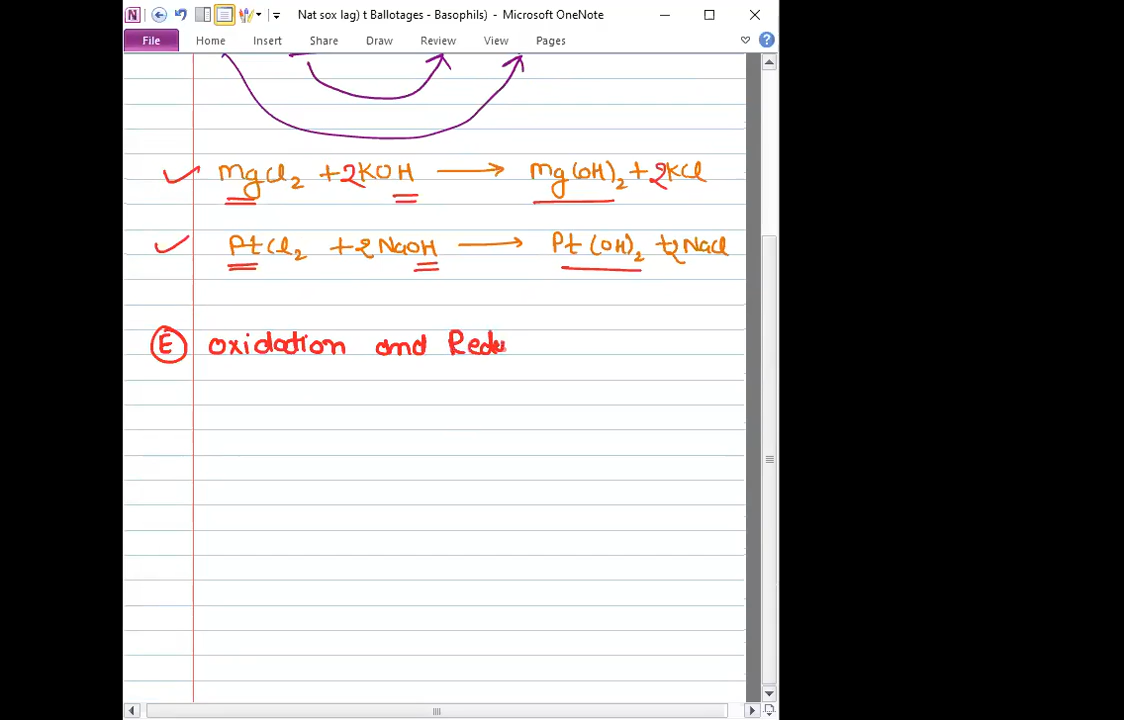 Nat sox lag) t Ballotages - Basophils) - Microsoft OneNote
File Home Insert Share Draw Review View Pages
MgCl₂ + 2KOH → Mg(OH)₂ + 2KCl
PtCl₂ + 2NaOH → Pt(OH)₂ + 2NaCl
E oxidation and Redu